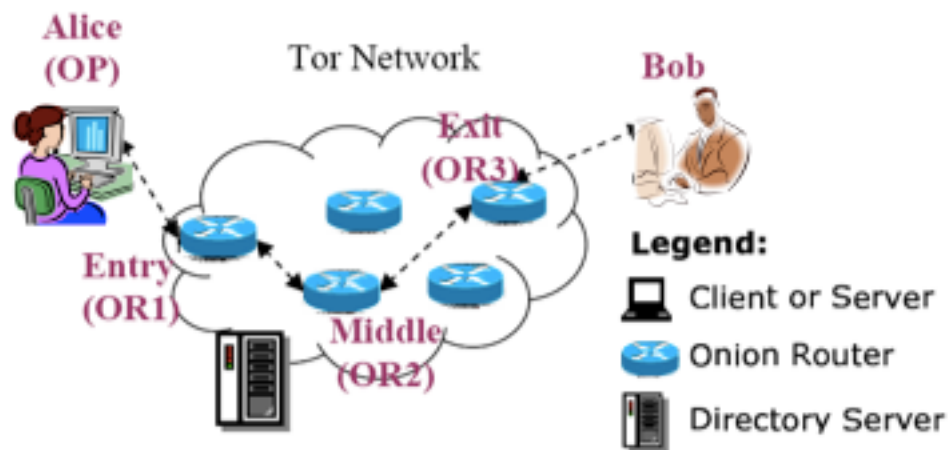 Alice
(OP)
Tor Network
Bob
Exit
(OR3)
Entry
(OR1)
Middle
(OR2)
Legend:
Client or Server
Onion Router
Directory Server